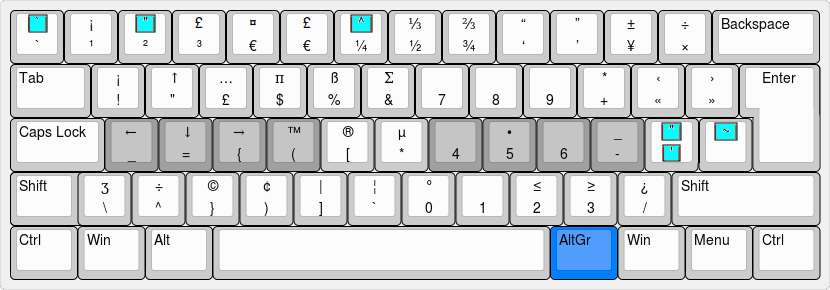 ` ¡ " £ ¤ £ ^ ⅓ ⅔ “ ” ± ÷ Backspace
` ¹ ² ³ € € ¼ ½ ¾ ‘ ’ ¥ ×
Tab ¡ ↑ … π ß Σ * ‹ › Enter
! " £ $ % & 7 8 9 + « »
Caps Lock ← ↓ → ™ ® µ • _ " ~
_ = { ( [ * 4 5 6 - '
Shift ʒ ÷ © ¢ | ¦ ° ≤ ≥ ¿ Shift
\ ^ } ) ] ` 0 1 2 3 /
Ctrl Win Alt AltGr Win Menu Ctrl